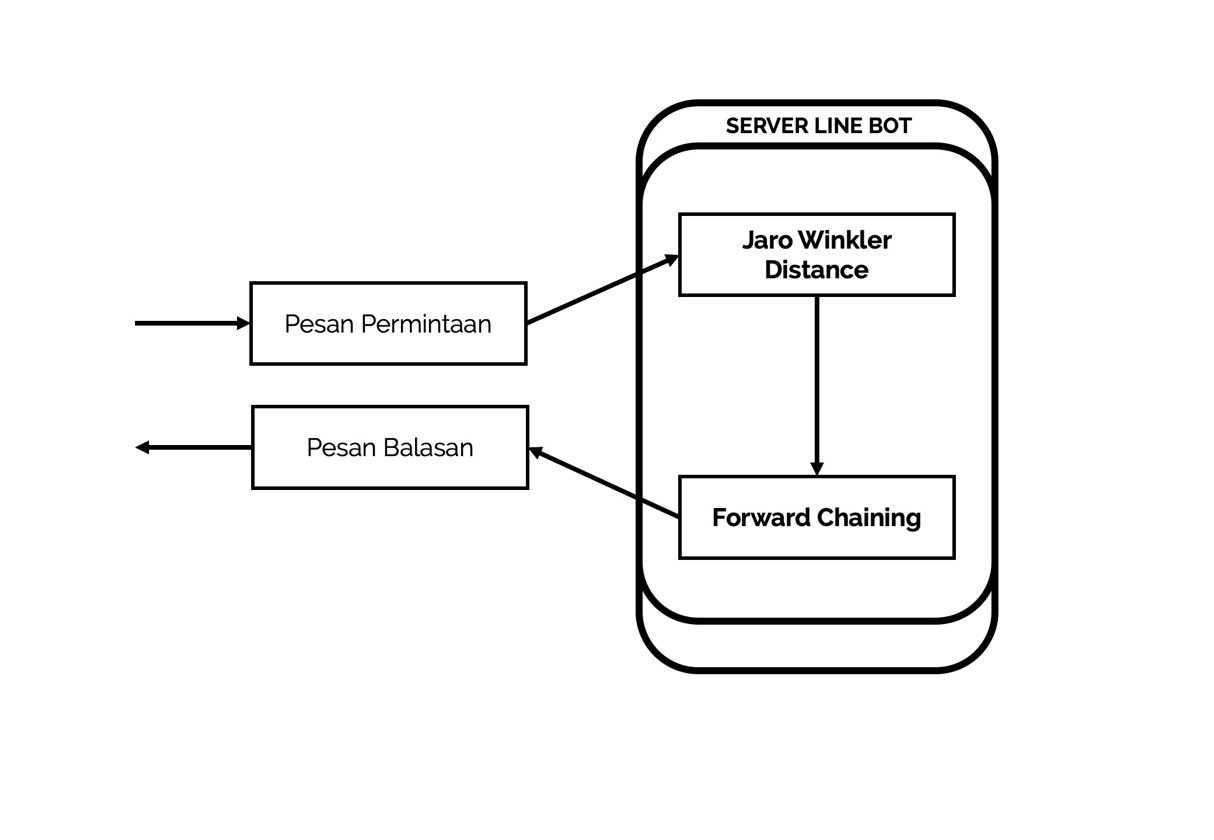 SERVER LINE BOT
Jaro Winkler
Distance
Pesan Permintaan
Pesan Balasan
Forward Chaining